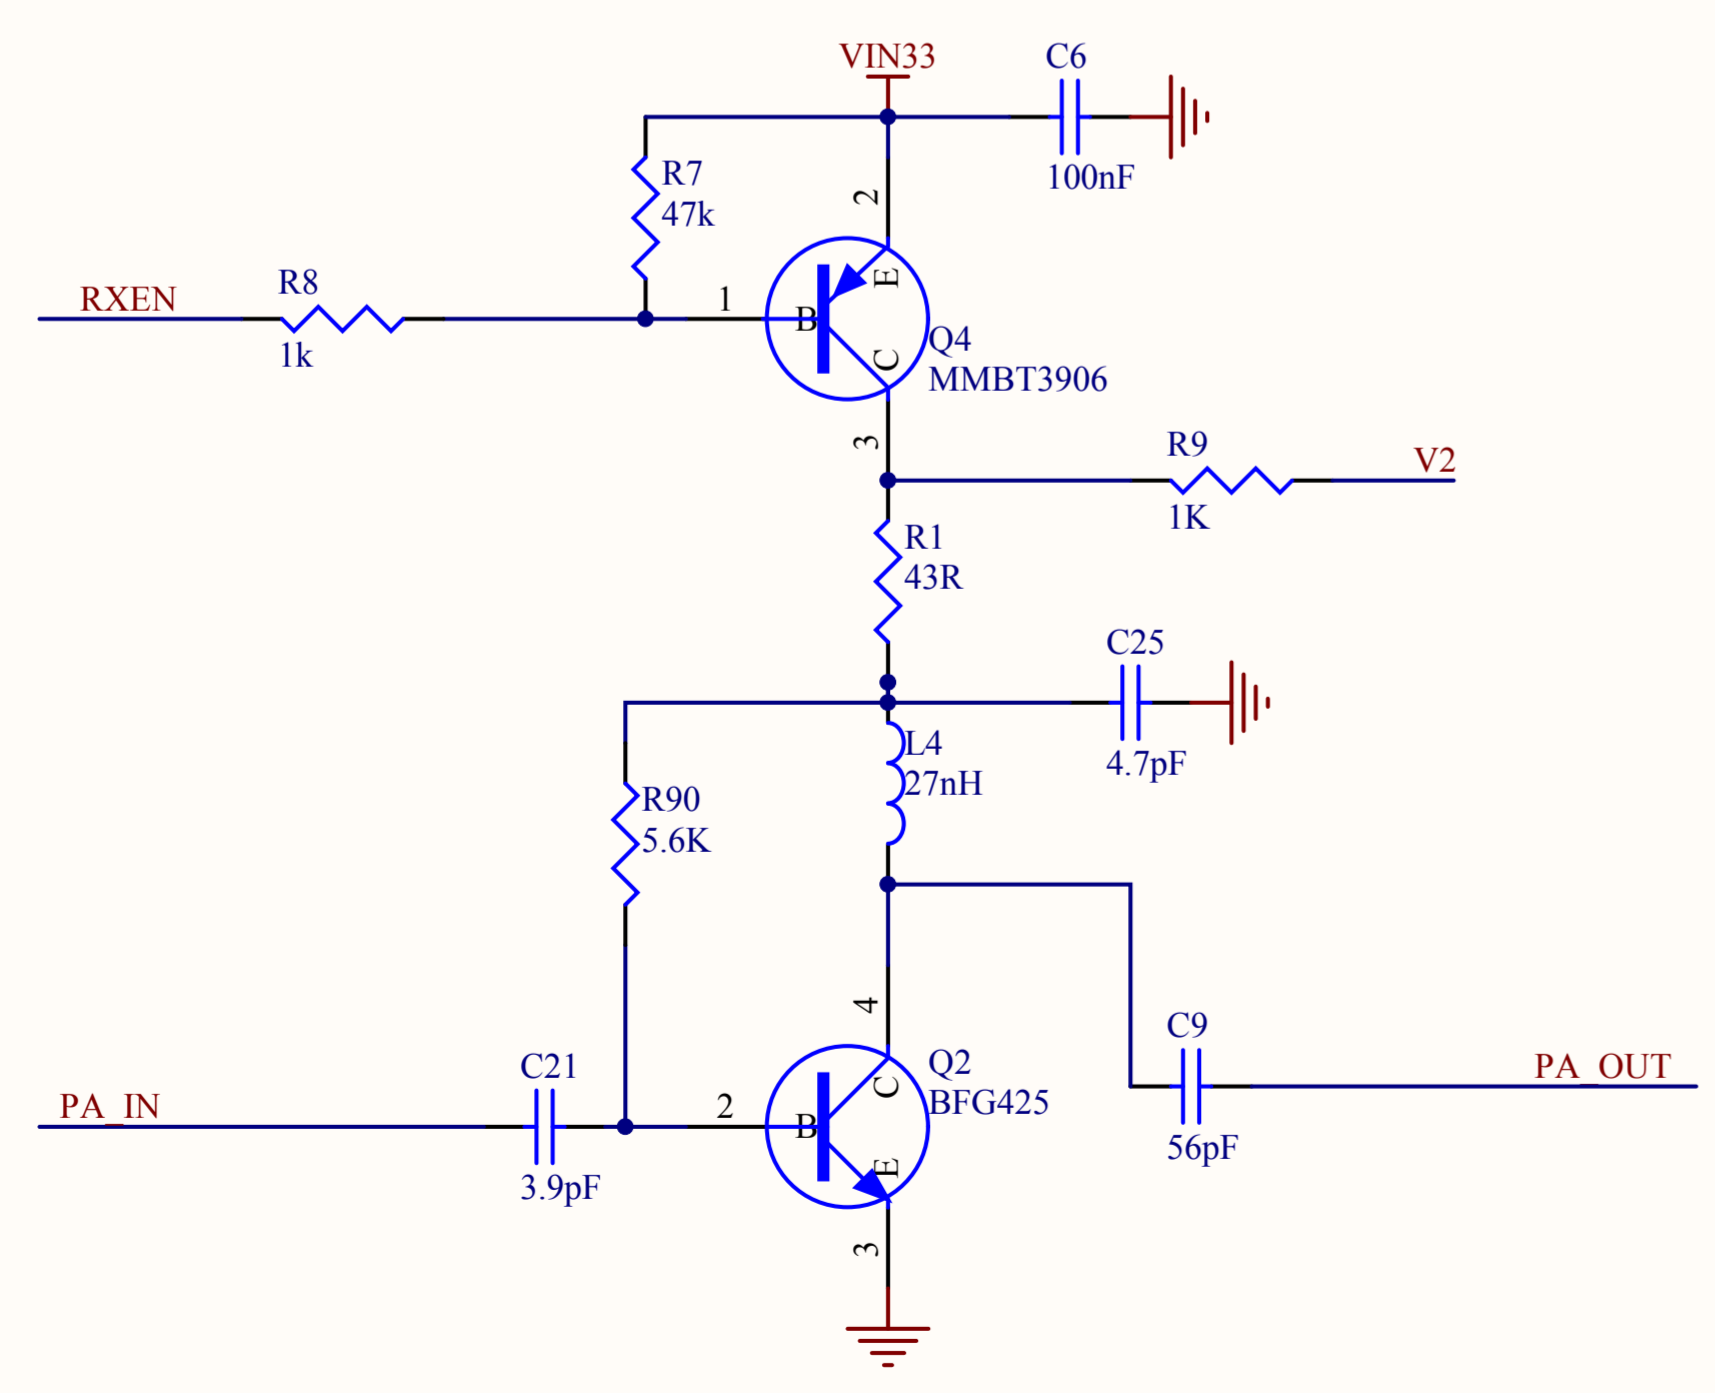 VIN33
C6
100nF
R7
47k
2
E
RXEN
R8
1k
1
B
C
Q4
MMBT3906
3
R9
1K
V2
R1
43R
C25
4.7pF
L4
27nH
R90
5.6K
4
C9
56pF
PA_OUT
Q2
BFG425
C
PA_IN
C21
3.9pF
2
B
E
3